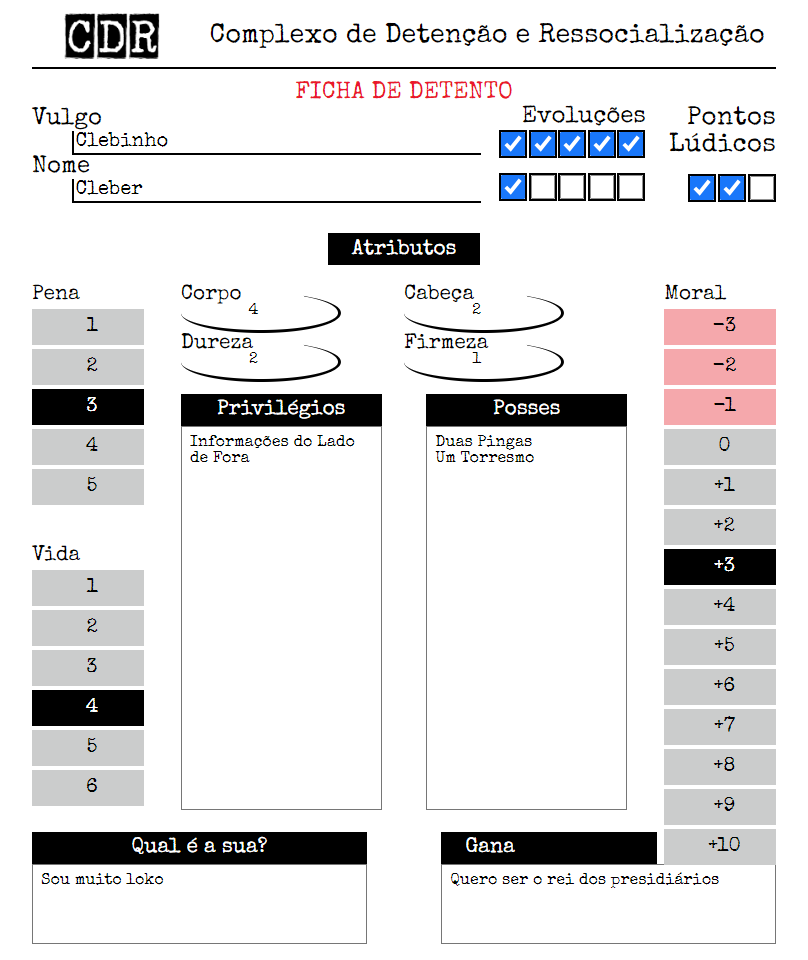 CDR
Complexo de Detenção e Ressocialização
FICHA DE DETENTO
Vulgo
Clebinho
Nome
Cleber
Evoluções
Pontos
Lúdicos
Atributos
Pena
1
2
3
4
5
Vida
1
2
3
4
5
6
Corpo
4
Dureza
2
Cabeça
2
Firmeza
1
Privilégios
Informações do Lado
de Fora
Posses
Duas Pingas
Um Torresmo
Moral
-3
-2
-1
0
+1
+2
+3
+4
+5
+6
+7
+8
+9
+10
Qual é a sua?
Sou muito loko
Gana
Quero ser o rei dos presidiários